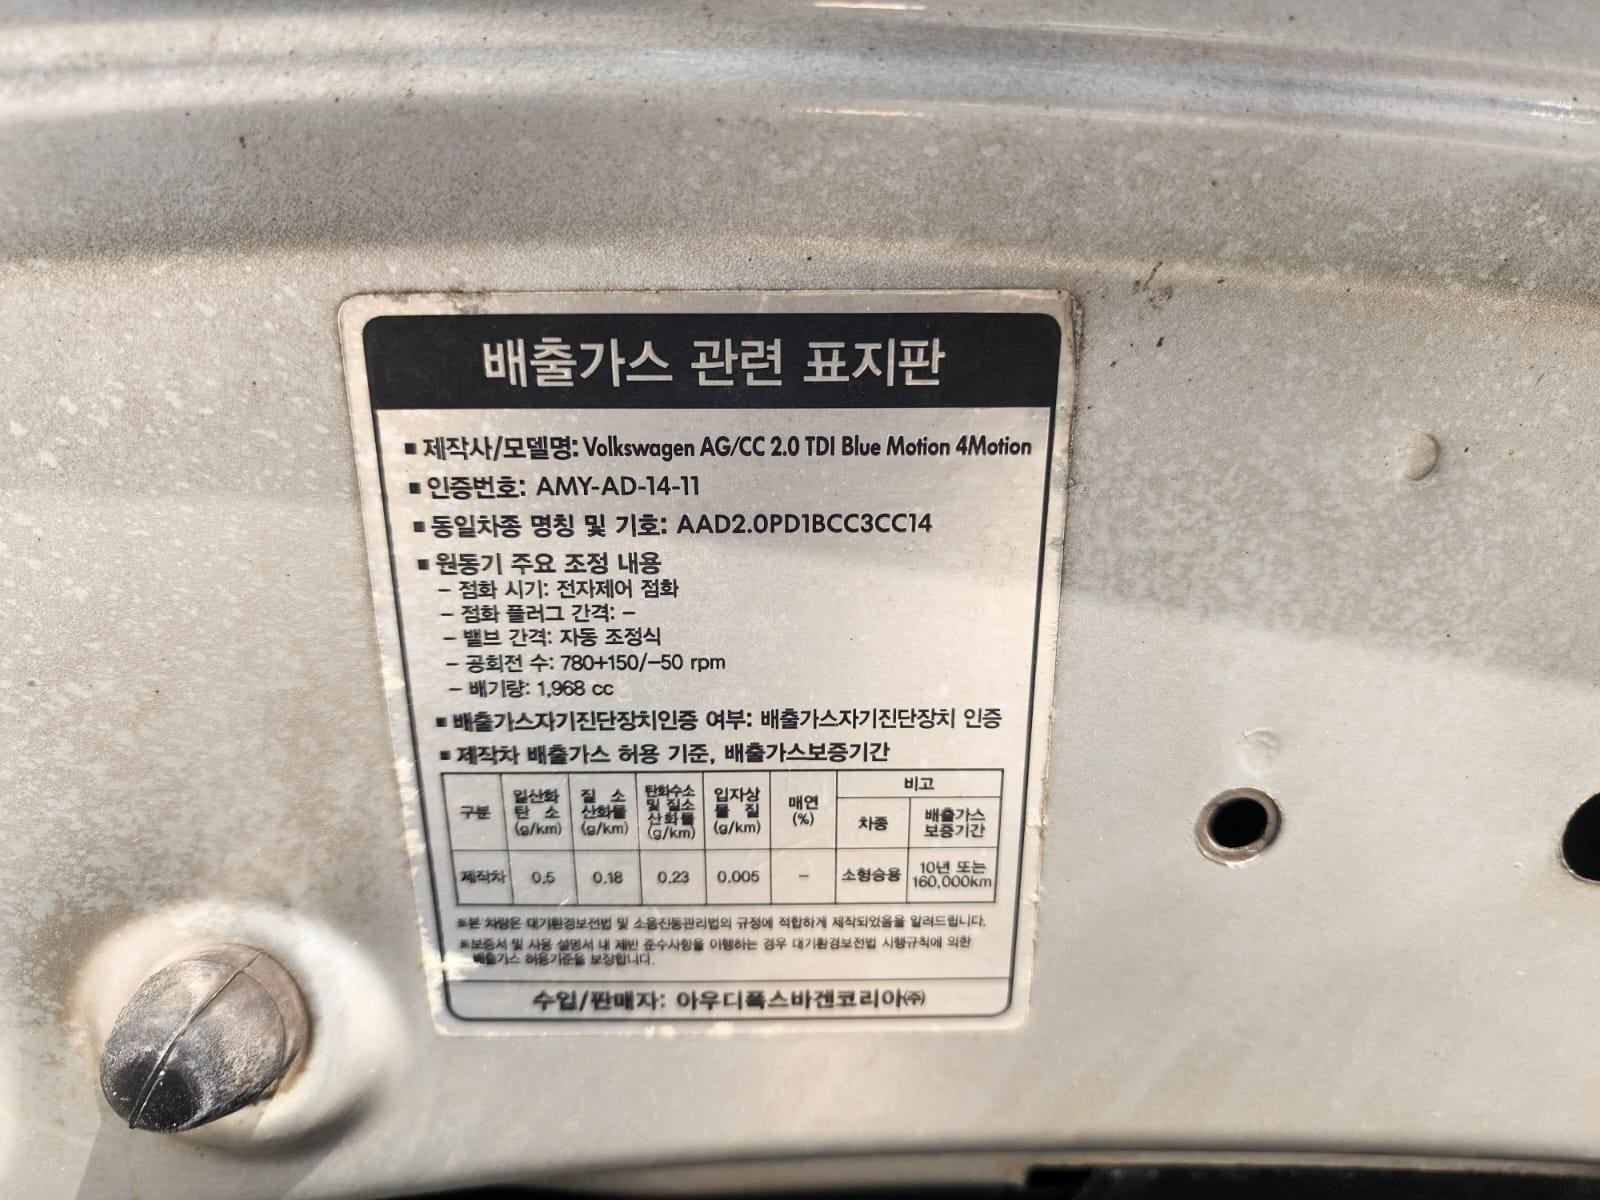 배출가스 관련 표지판
▪ 제작사/모델명: Volkswagen AG/CC 2.0 TDI Blue Motion 4Motion
▪ 인증번호: AMY-AD-14-11
▪ 동일차종 명칭 및 기호: AAD2.0PD1BCC3CC14
▪ 원동기 주요 조정 내용
– 점화 시기: 전자제어 점화
– 점화 플러그 간격: –
– 밸브 간격: 자동 조정식
– 공회전 수: 780+150/–50 rpm
– 배기량: 1,968 cc
▪ 배출가스자기진단장치인증 여부: 배출가스자기진단장치 인증
▪ 제작차 배출가스 허용 기준, 배출가스보증기간
구분 일산화탄소 (g/km) 질소산화물 (g/km) 탄화수소 및 질소산화물 (g/km) 입자상물질 (g/km) 매연 (%) 비고
차종 배출가스 보증기간
제작차 0.5 0.18 0.23 0.005 – 소형승용 10년 또는 160,000km
※본 차량은 대기환경보전법 및 소음진동관리법의 규정에 적합하게 제작되었음을 알려드립니다.
※보증서 및 사용 설명서 내 제반 준수사항을 이행하는 경우 대기환경보전법 시행규칙에 의한
배출가스 허용기준을 보장합니다.
수입/판매자: 아우디폭스바겐코리아㈜